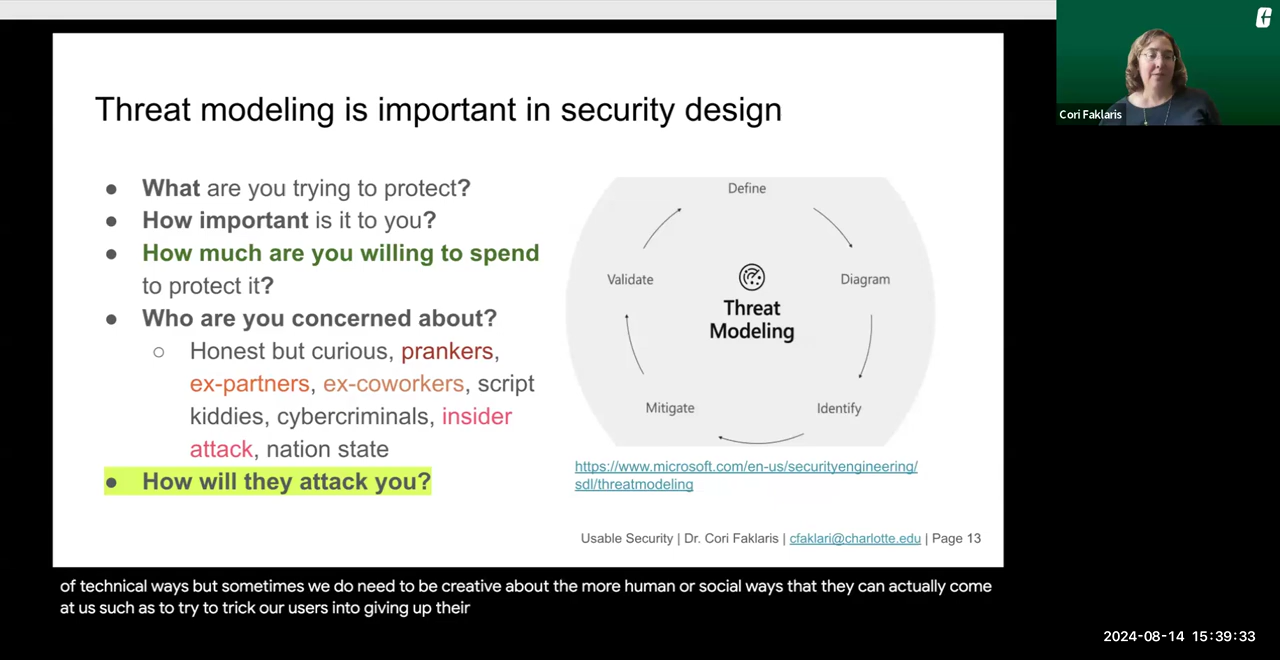 Cori Faklaris
Threat modeling is important in security design
● What are you trying to protect?
● How important is it to you?
● How much are you willing to spend
to protect it?
● Who are you concerned about?
○ Honest but curious, prankers,
ex-partners, ex-coworkers, script
kiddies, cybercriminals, insider
attack, nation state
● How will they attack you?
Define
Validate
Diagram
Threat
Modeling
Mitigate
Identify
https://www.microsoft.com/en-us/securityengineering/
sdl/threatmodeling
Usable Security | Dr. Cori Faklaris | cfaklari@charlotte.edu | Page 13
of technical ways but sometimes we do need to be creative about the more human or social ways that they can actually come
at us such as to try to trick our users into giving up their
2024-08-14 15:39:33